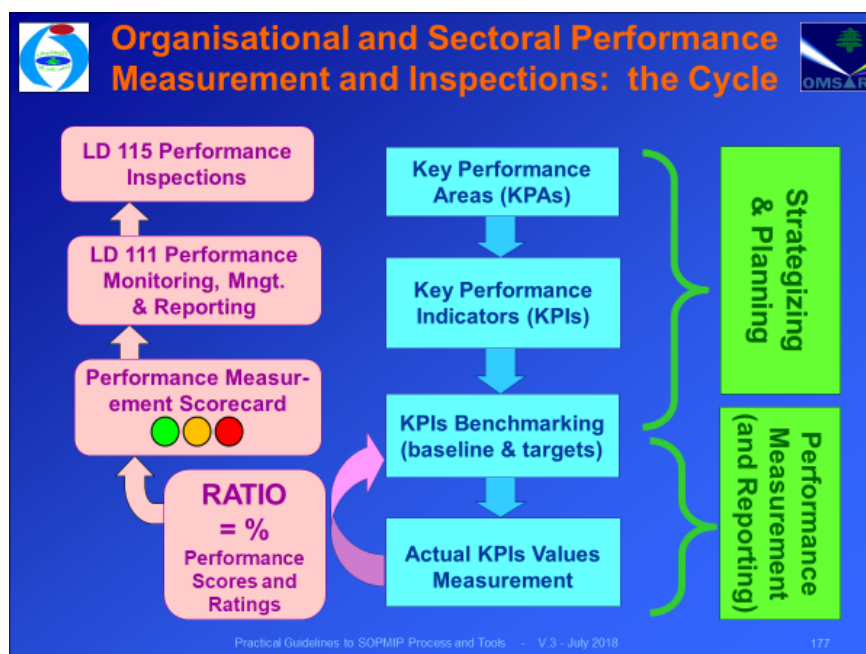 Organisational and Sectoral Performance
Measurement and Inspections: the Cycle
OMSAR
LD 115 Performance
Inspections
LD 111 Performance
Monitoring, Mngt.
& Reporting
Performance Measur-
ement Scorecard
RATIO
= %
Performance
Scores and
Ratings
Key Performance
Areas (KPAs)
Key Performance
Indicators (KPIs)
KPIs Benchmarking
(baseline & targets)
Actual KPIs Values
Measurement
Strategizing
& Planning
Performance
Measurement
(and Reporting)
Practical Guidelines to SOPMIP Process and Tools - V.3 - July 2018
177